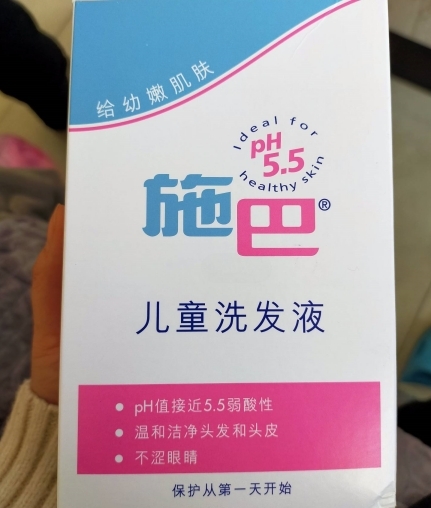 给幼嫩肌肤
Ideal for
pH
5.5
healthy skin
施巴®
儿童洗发液
• pH值接近5.5弱酸性
• 温和洁净头发和头皮
• 不涩眼睛
保护从第一天开始